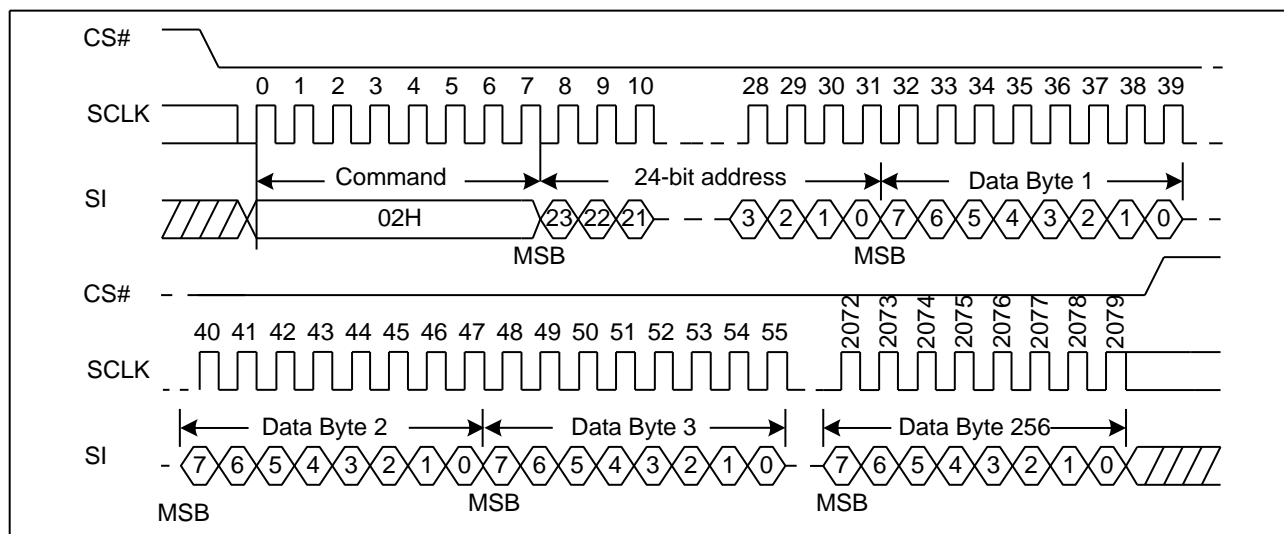 CS#
0 1 2 3 4 5 6 7 8 9 10 28 29 30 31 32 33 34 35 36 37 38 39
SCLK
Command 24-bit address Data Byte 1
SI
02H 23 22 21 3 2 1 0 7 6 5 4 3 2 1 0
MSB MSB
CS#
40 41 42 43 44 45 46 47 48 49 50 51 52 53 54 55 2072 2073 2074 2075 2076 2077 2078 2079
SCLK
Data Byte 2 Data Byte 3 Data Byte 256
SI
7 6 5 4 3 2 1 0 7 6 5 4 3 2 1 0 7 6 5 4 3 2 1 0
MSB MSB MSB